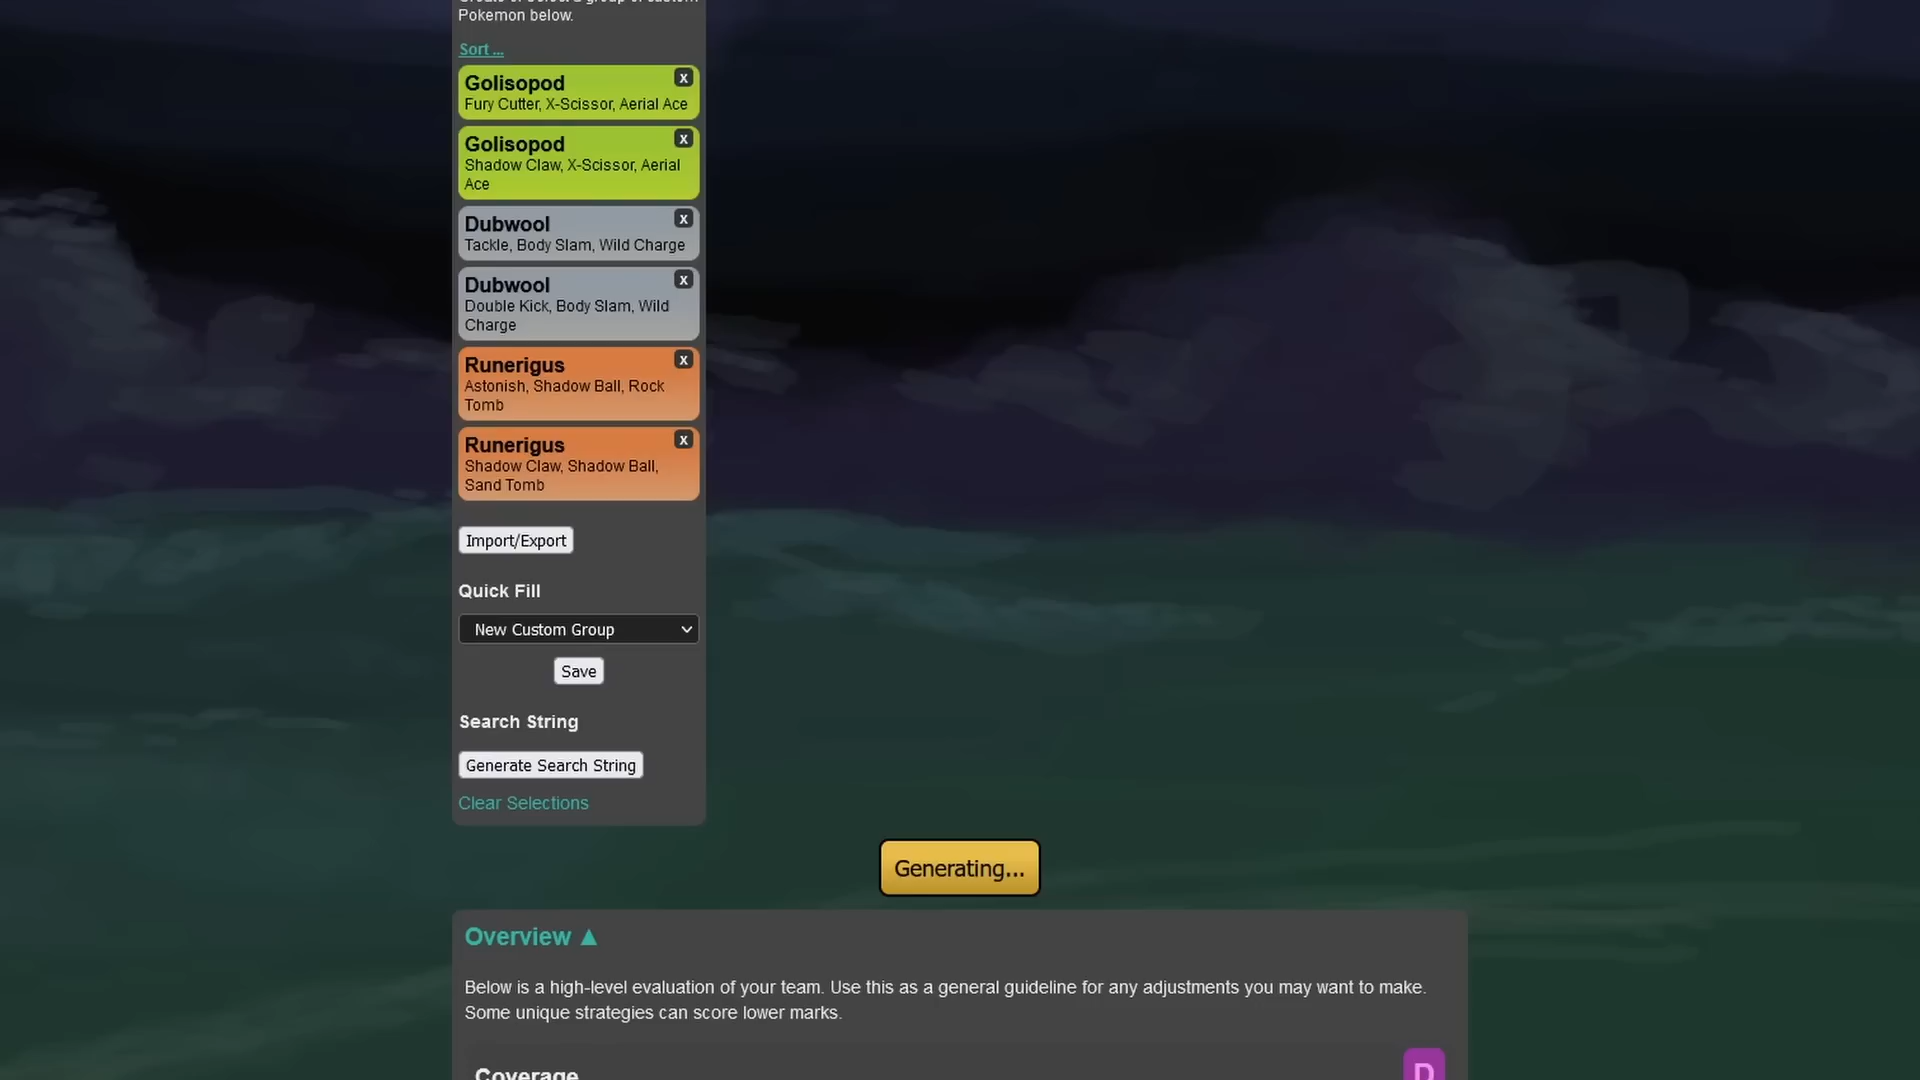 Pokemon below.
Sort ...
Golisopod
x
Fury Cutter, X-Scissor, Aerial Ace
Golisopod
x
Shadow Claw, X-Scissor, Aerial
Ace
Dubwool
x
Tackle, Body Slam, Wild Charge
Dubwool
x
Double Kick, Body Slam, Wild
Charge
Runerigus
x
Astonish, Shadow Ball, Rock
Tomb
Runerigus
x
Shadow Claw, Shadow Ball,
Sand Tomb
Import/Export
Quick Fill
New Custom Group
Save
Search String
Generate Search String
Clear Selections
Generating...
Overview ▲
Below is a high-level evaluation of your team. Use this as a general guideline for any adjustments you may want to make.
Some unique strategies can score lower marks.
Coverage
D